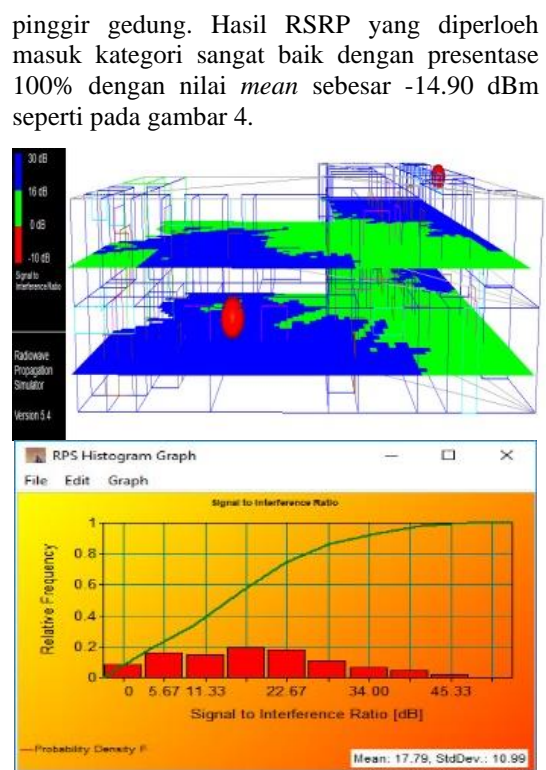 pinggir gedung. Hasil RSRP yang diperloeh
masuk kategori sangat baik dengan presentase
100% dengan nilai mean sebesar -14.90 dBm
seperti pada gambar 4.
30 dB
16 dB
0 dB
-10 dB
Signal to
Interference Ratio
Radiowave
Propagation
Simulator
Version 5.4
RPS Histogram Graph
File Edit Graph
Signal to Interference Ratio
Relative Frequency
1
0.8
0.6
0.4
0.2
0
0 5.67 11.33 22.67 34.00 45.33
Signal to Interference Ratio [dB]
Probability Density F
Mean: 17.79, StdDev.: 10.99